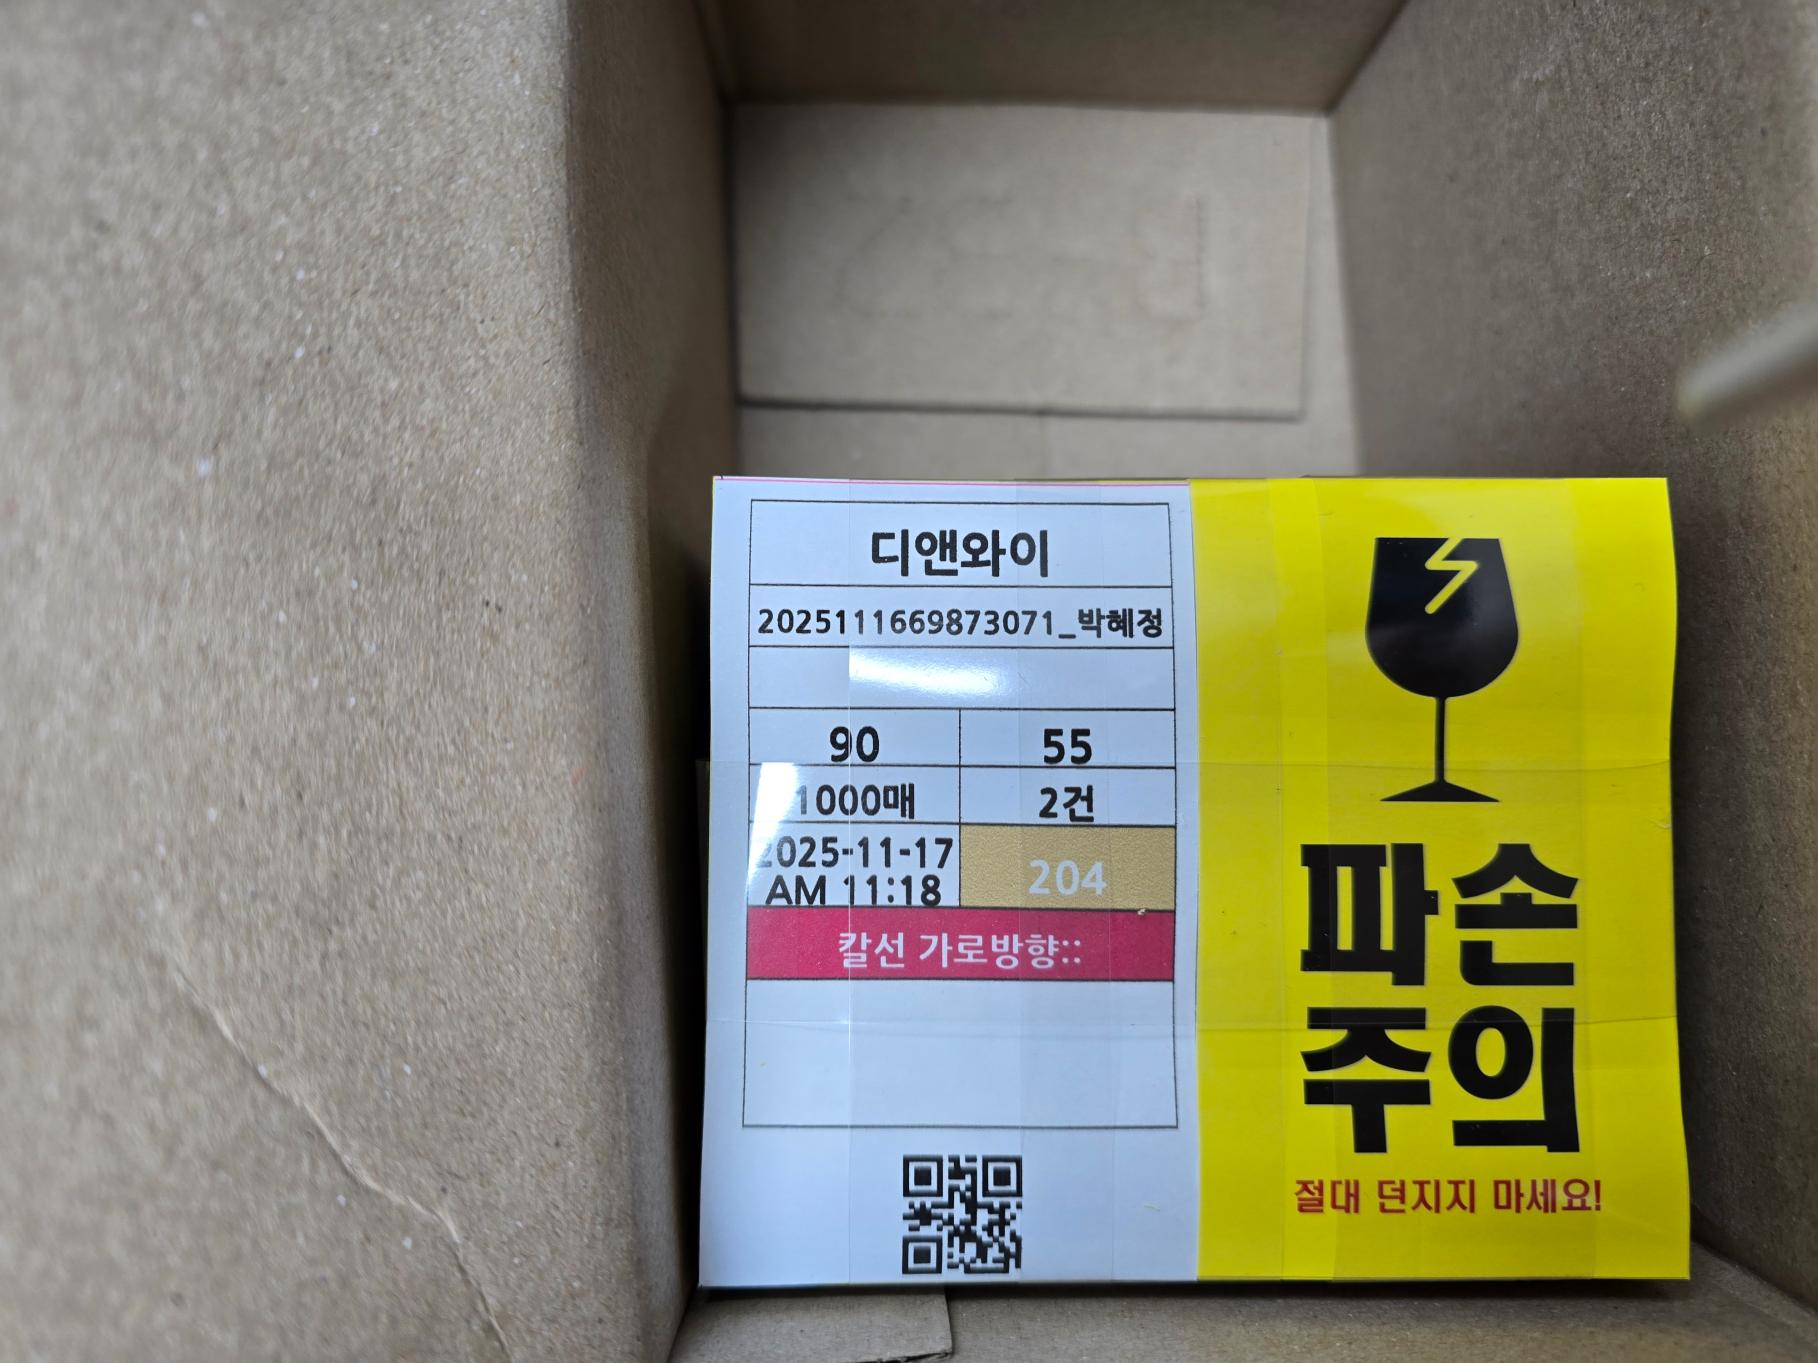 디앤와이
2025111669873071_박혜정
90 55
1000매 2건
2025-11-17
AM 11:18
204
칼선 가로방향::
파손
주의
절대 던지지 마세요!